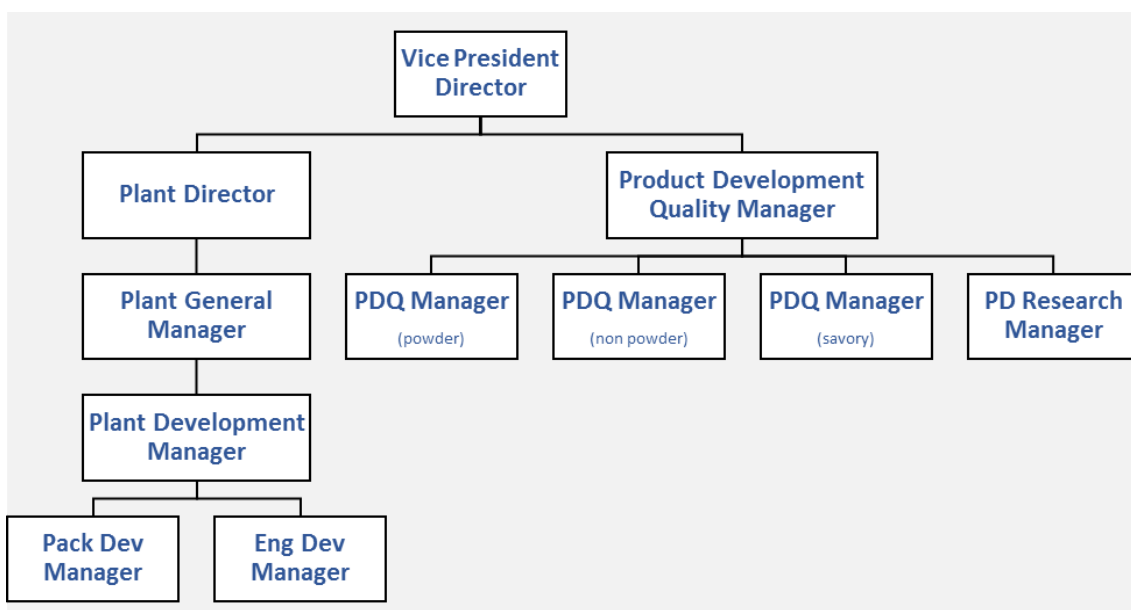 Vice President
Director
Plant Director
Product Development
Quality Manager
Plant General
Manager
PDQ Manager
(powder)
PDQ Manager
(non powder)
PDQ Manager
(savory)
PD Research
Manager
Plant Development
Manager
Pack Dev
Manager
Eng Dev
Manager